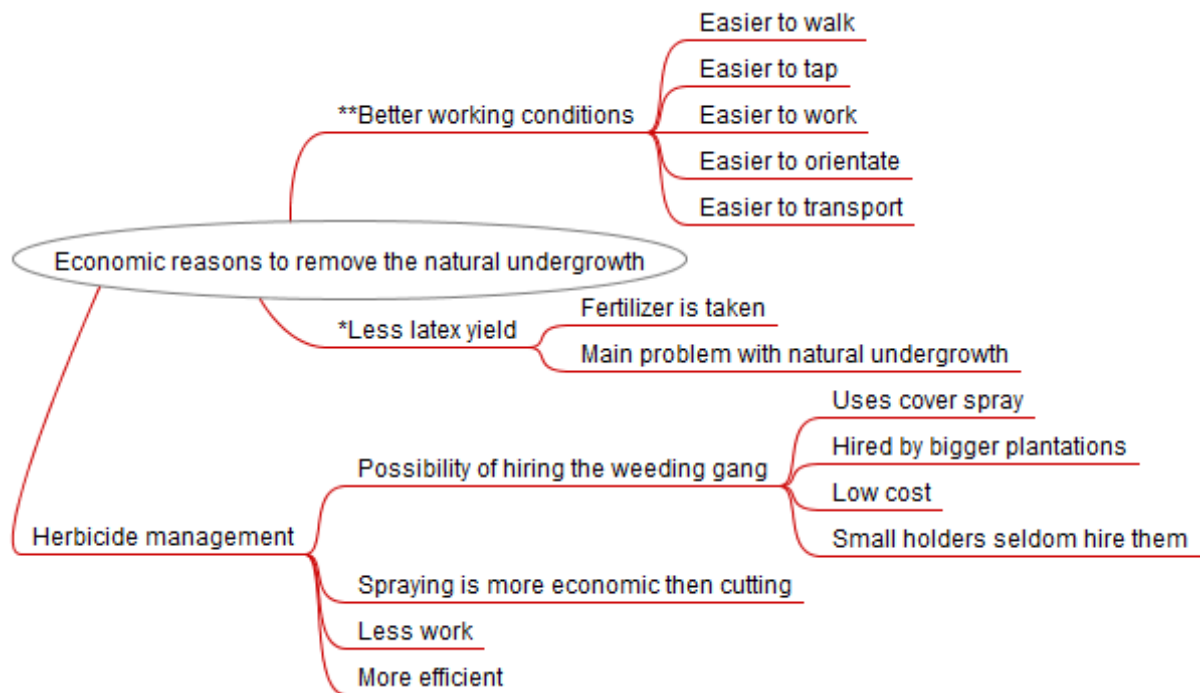 Easier to walk
Easier to tap
**Better working conditions
Easier to work
Easier to orientate
Easier to transport
Economic reasons to remove the natural undergrowth
Fertilizer is taken
*Less latex yield
Main problem with natural undergrowth
Uses cover spray
Hired by bigger plantations
Possibility of hiring the weeding gang
Low cost
Small holders seldom hire them
Herbicide management
Spraying is more economic then cutting
Less work
More efficient